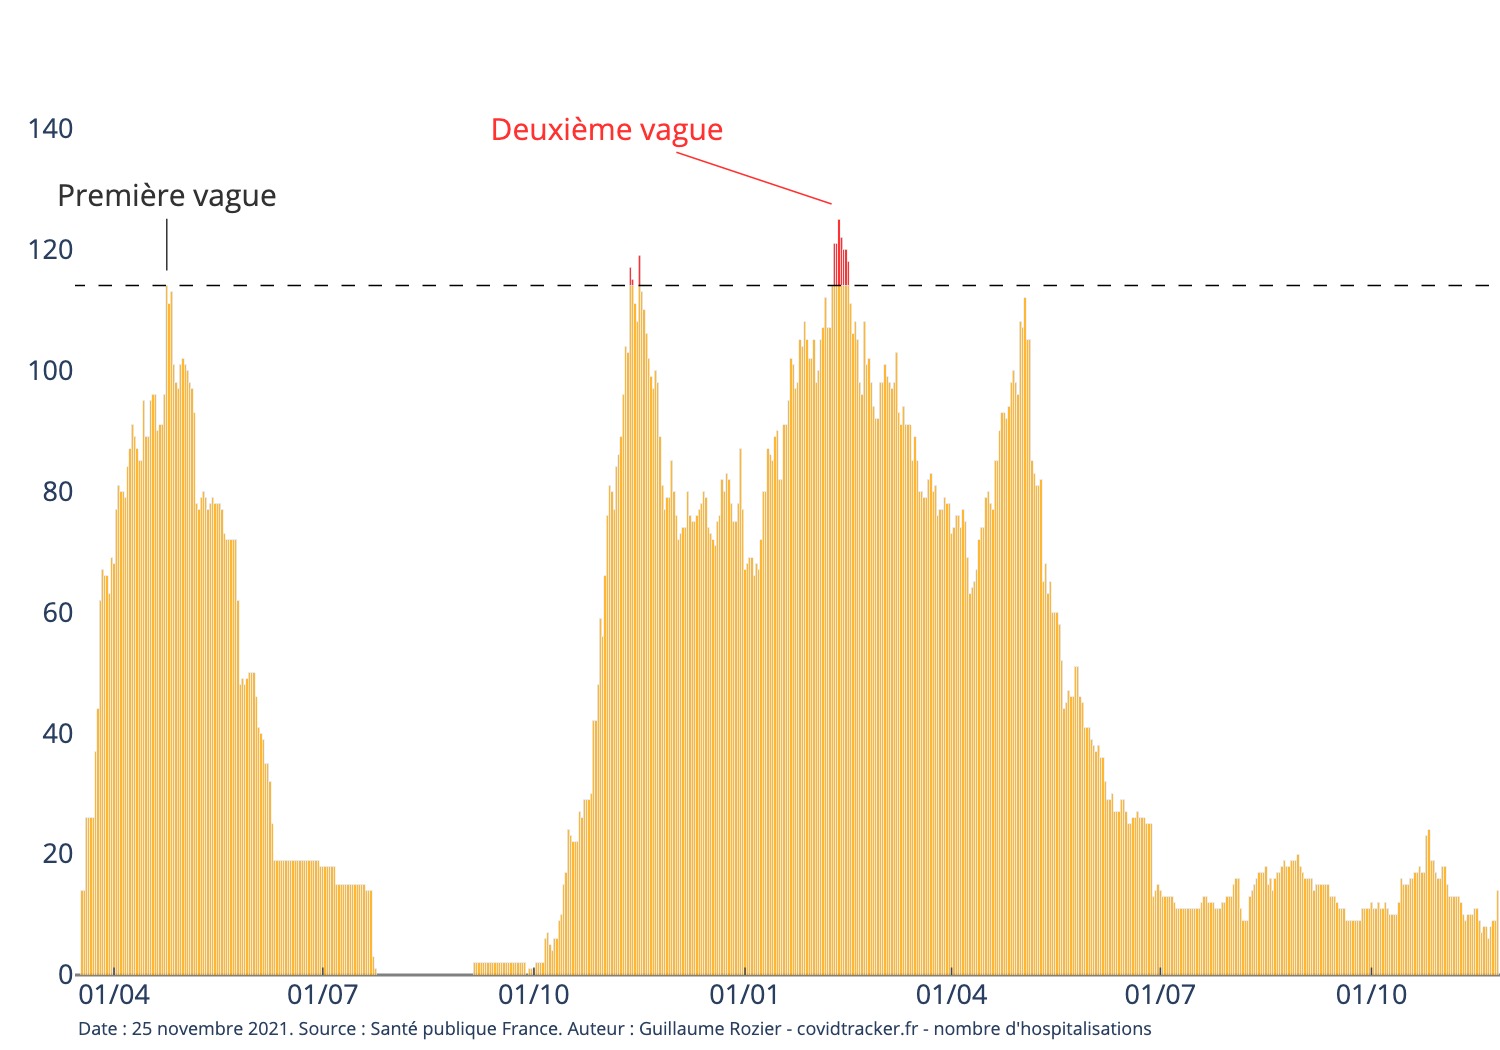 Deuxième vague
Première vague
140
120
100
80
60
40
20
0
01/04 01/07 01/10 01/01 01/04 01/07 01/10
Date : 25 novembre 2021. Source : Santé publique France. Auteur : Guillaume Rozier - covidtracker.fr - nombre d'hospitalisations